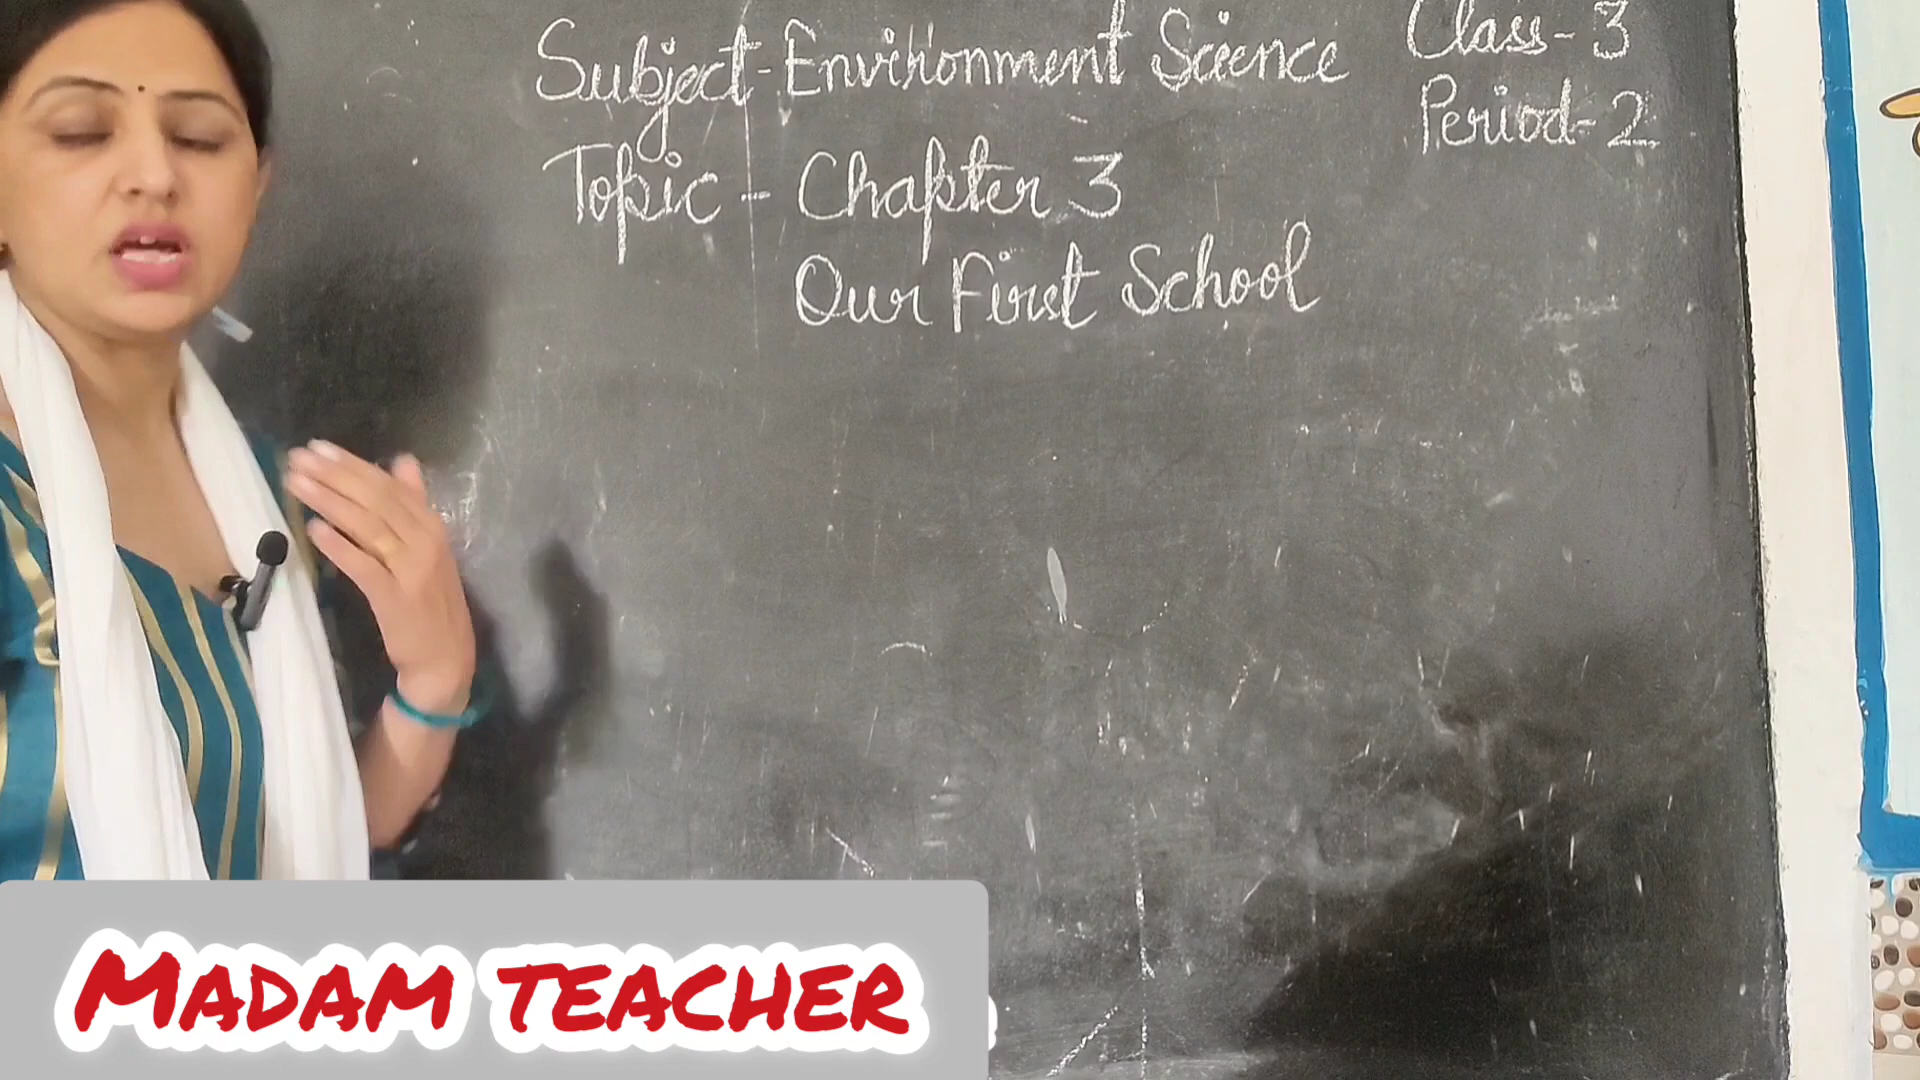 Subject-Environment Science
Class-3
Period-2
Topic - Chapter 3
Our First School
MADAM TEACHER